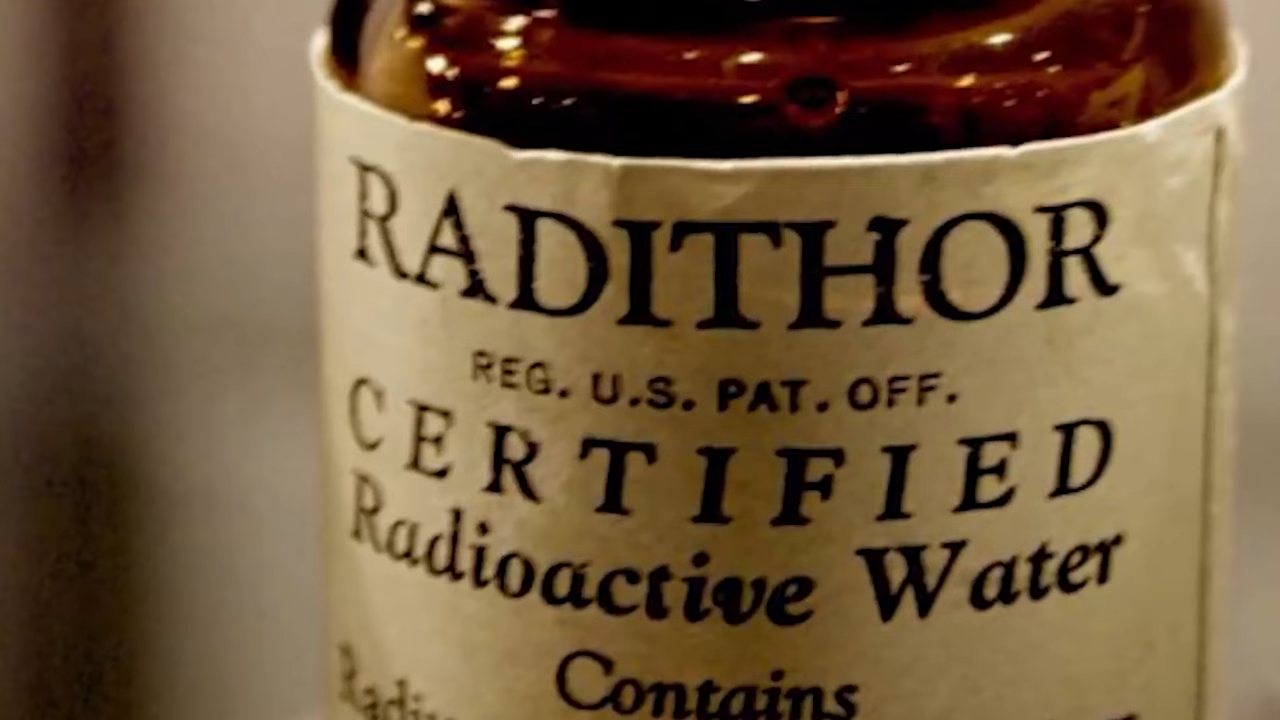 RADITHOR
REG. U.S. PAT. OFF.
CERTIFIED
Radioactive Water
Contains